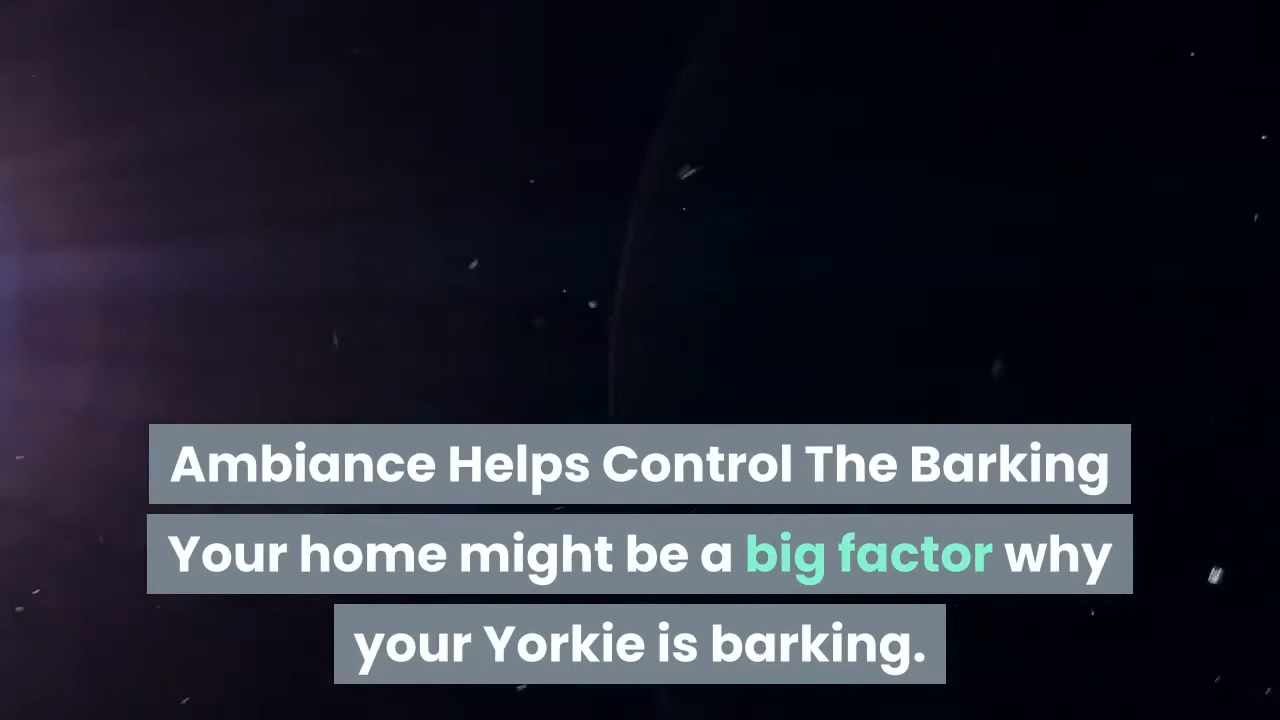 Ambiance Helps Control The Barking
Your home might be a big factor why
your Yorkie is barking.